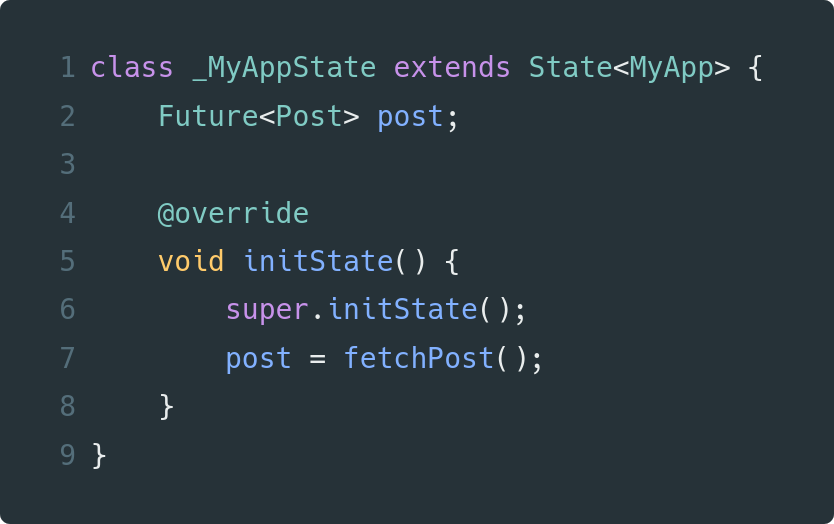 1 class _MyAppState extends State<MyApp> {
2     Future<Post> post;
3
4     @override
5     void initState() {
6         super.initState();
7         post = fetchPost();
8     }
9 }